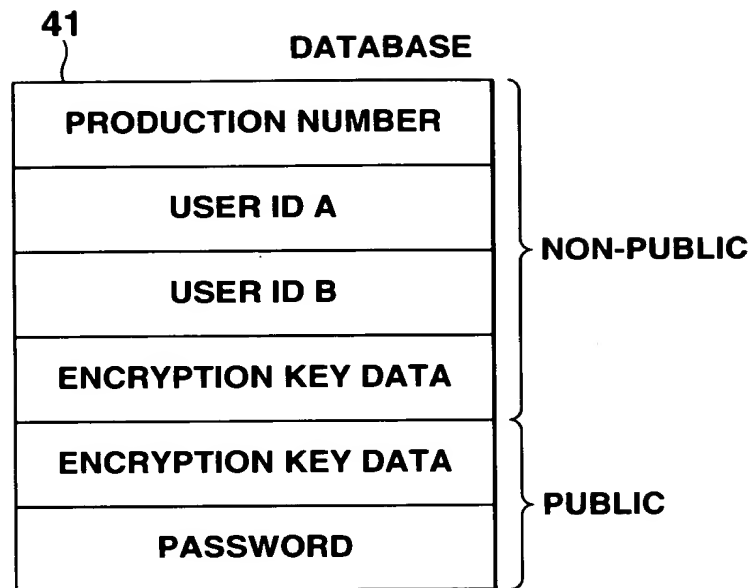 41
DATABASE
PRODUCTION NUMBER
USER ID A
USER ID B
NON-PUBLIC
ENCRYPTION KEY DATA
ENCRYPTION KEY DATA
PUBLIC
PASSWORD